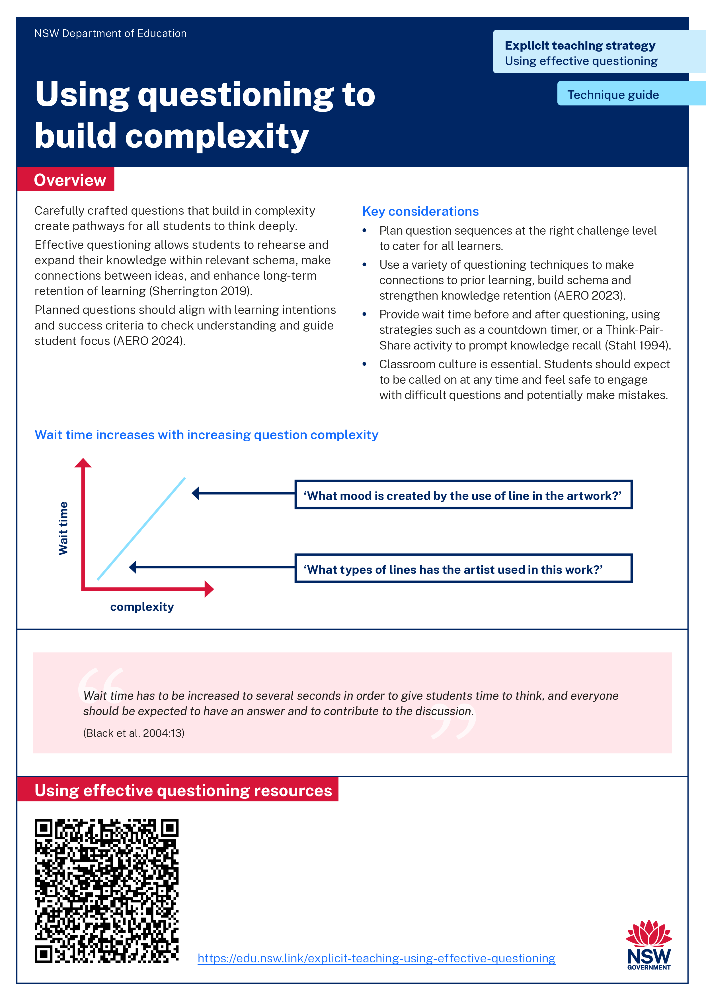 NSW Department of Education
Explicit teaching strategy
Using effective questioning
Technique guide
Using questioning to
build complexity
Overview
Carefully crafted questions that build in complexity
create pathways for all students to think deeply.
Effective questioning allows students to rehearse and
expand their knowledge within relevant schema, make
connections between ideas, and enhance long-term
retention of learning (Sherrington 2019).
Planned questions should align with learning intentions
and success criteria to check understanding and guide
student focus (AERO 2024).
Key considerations
• Plan question sequences at the right challenge level
to cater for all learners.
• Use a variety of questioning techniques to make
connections to prior learning, build schema and
strengthen knowledge retention (AERO 2023).
• Provide wait time before and after questioning, using
strategies such as a countdown timer, or a Think-Pair-
Share activity to prompt knowledge recall (Stahl 1994).
• Classroom culture is essential. Students should expect
to be called on at any time and feel safe to engage
with difficult questions and potentially make mistakes.
Wait time increases with increasing question complexity
Wait time
complexity
‘What mood is created by the use of line in the artwork?’
‘What types of lines has the artist used in this work?’
“
Wait time has to be increased to several seconds in order to give students time to think, and everyone
should be expected to have an answer and to contribute to the discussion.
”
(Black et al. 2004:13)
Using effective questioning resources
https://edu.nsw.link/explicit-teaching-using-effective-questioning
NSW
GOVERNMENT